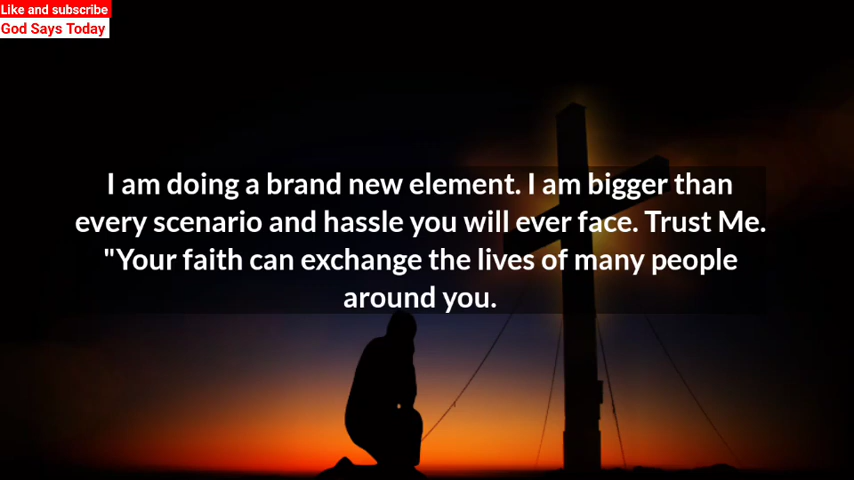 Like and subscribe
God Says Today
I am doing a brand new element. I am bigger than
every scenario and hassle you will ever face. Trust Me.
"Your faith can exchange the lives of many people
around you.